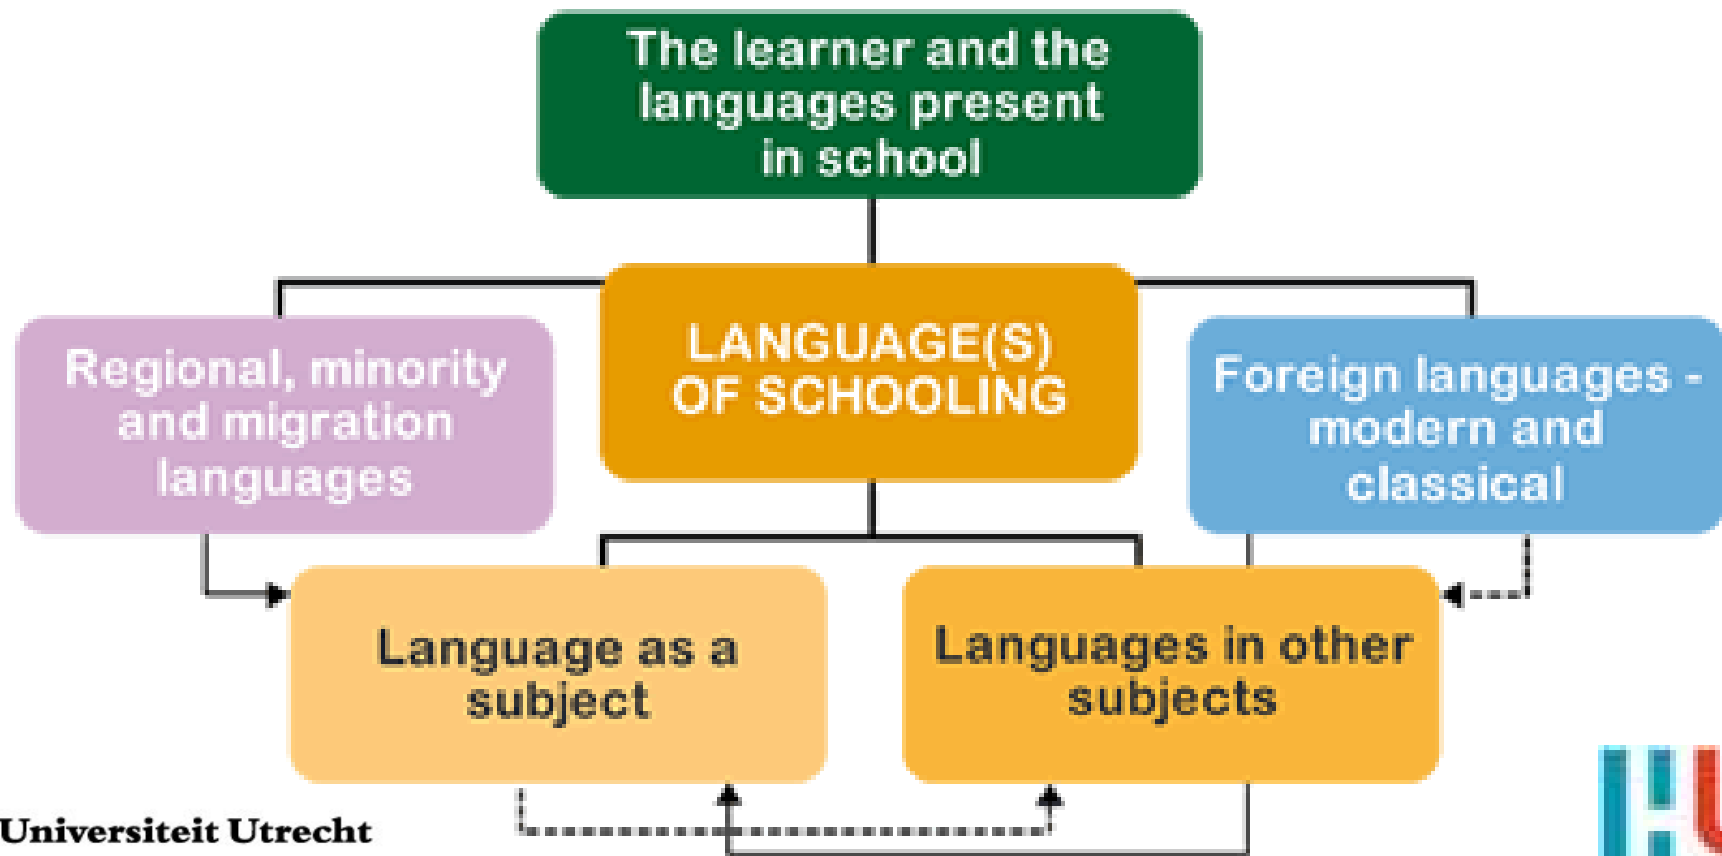 The learner and the
languages present
in school
Regional, minority
and migration
languages
LANGUAGE(S)
OF SCHOOLING
Foreign languages -
modern and
classical
Language as a
subject
Languages in other
subjects
Universiteit Utrecht
HU